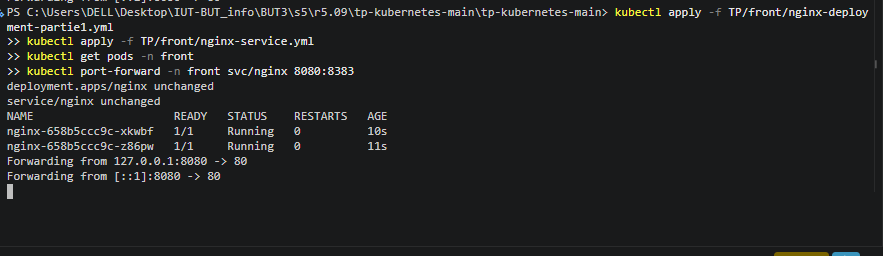 PS C:\Users\DELL\Desktop\IUT-BUT_info\BUT3\s5\r5.09\tp-kubernetes-main\tp-kubernetes-main> kubectl apply -f TP/front/nginx-deploy
ment-partie1.yml
>> kubectl apply -f TP/front/nginx-service.yml
>> kubectl get pods -n front
>> kubectl port-forward -n front svc/nginx 8080:8383
deployment.apps/nginx unchanged
service/nginx unchanged
NAME READY STATUS RESTARTS AGE
nginx-658b5ccc9c-xkwbf 1/1 Running 0 10s
nginx-658b5ccc9c-z86pw 1/1 Running 0 11s
Forwarding from 127.0.0.1:8080 -> 80
Forwarding from [::1]:8080 -> 80